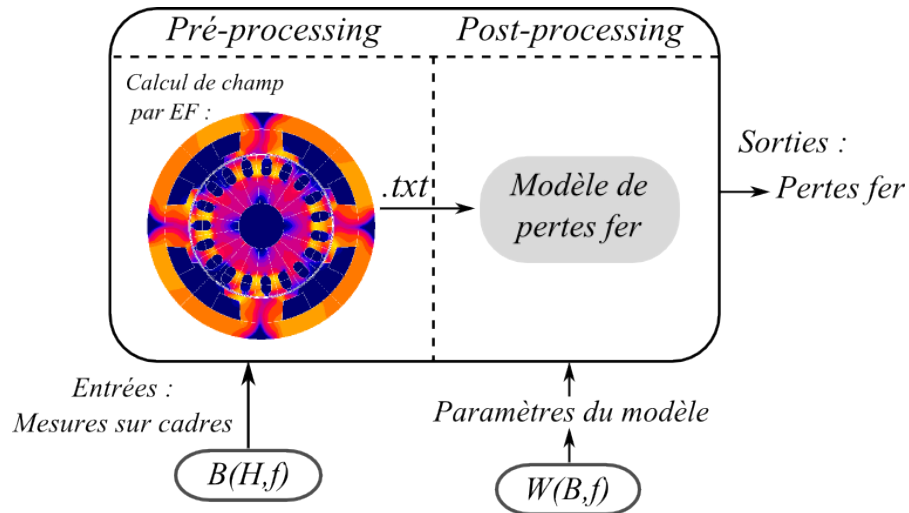 Pré-processing
Post-processing
Calcul de champ
par EF :
.txt
Modèle de
pertes fer
Sorties :
Pertes fer
Entrées :
Mesures sur cadres
B(H,f)
Paramètres du modèle
W(B,f)